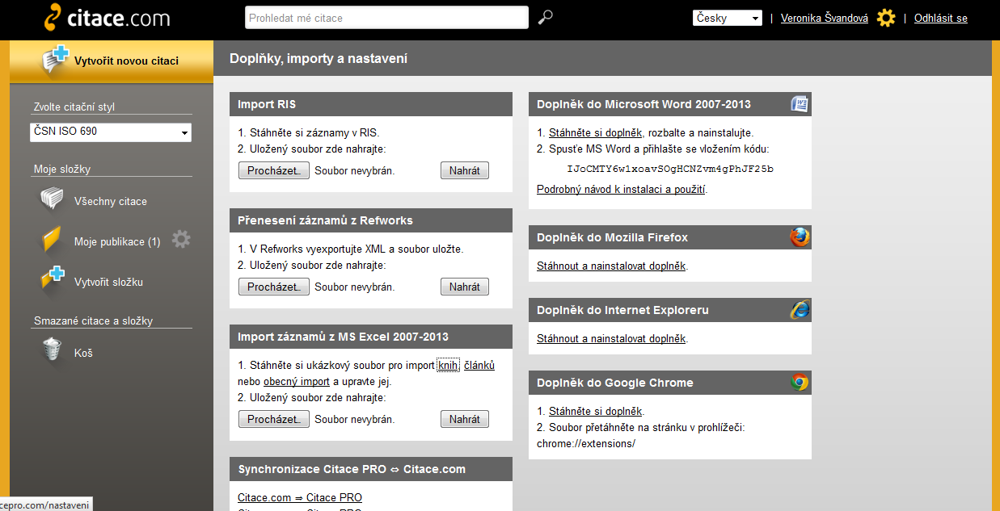 citace.com
Prohledat mé citace
Česky
|
Veronika Švandová
|
Odhlásit se
Vytvořit novou citaci
Zvolte citační styl
ČSN ISO 690
Moje složky
Všechny citace
Moje publikace (1)
Vytvořit složku
Smazané citace a složky
Koš
Doplňky, importy a nastavení
Import RIS
1. Stáhněte si záznamy v RIS.
2. Uložený soubor zde nahrajte:
Procházet.. Soubor nevybrán. Nahrát
Přenesení záznamů z Refworks
1. V Refworks vyexportujte XML a soubor uložte.
2. Uložený soubor zde nahrajte:
Procházet.. Soubor nevybrán. Nahrát
Import záznamů z MS Excel 2007-2013
1. Stáhněte si ukázkový soubor pro import knih, článků
nebo obecný import a upravte jej.
2. Uložený soubor zde nahrajte:
Procházet.. Soubor nevybrán. Nahrát
Synchronizace Citace PRO ⇔ Citace.com
Citace.com ⇒ Citace PRO
Doplněk do Microsoft Word 2007-2013
1. Stáhněte si doplněk, rozbalte a nainstalujte.
2. Spusťe MS Word a přihlašte se vložením kódu:
IJoCMTY6w1xoavSOgHCNZvm4gPhJF25b
Podrobný návod k instalaci a použití.
Doplněk do Mozilla Firefox
Stáhnout a nainstalovat doplněk.
Doplněk do Internet Exploreru
Stáhnout a nainstalovat doplněk.
Doplněk do Google Chrome
1. Stáhněte si doplněk.
2. Soubor přetáhněte na stránku v prohlížeči:
chrome://extensions/
cepro.com/nastaveni